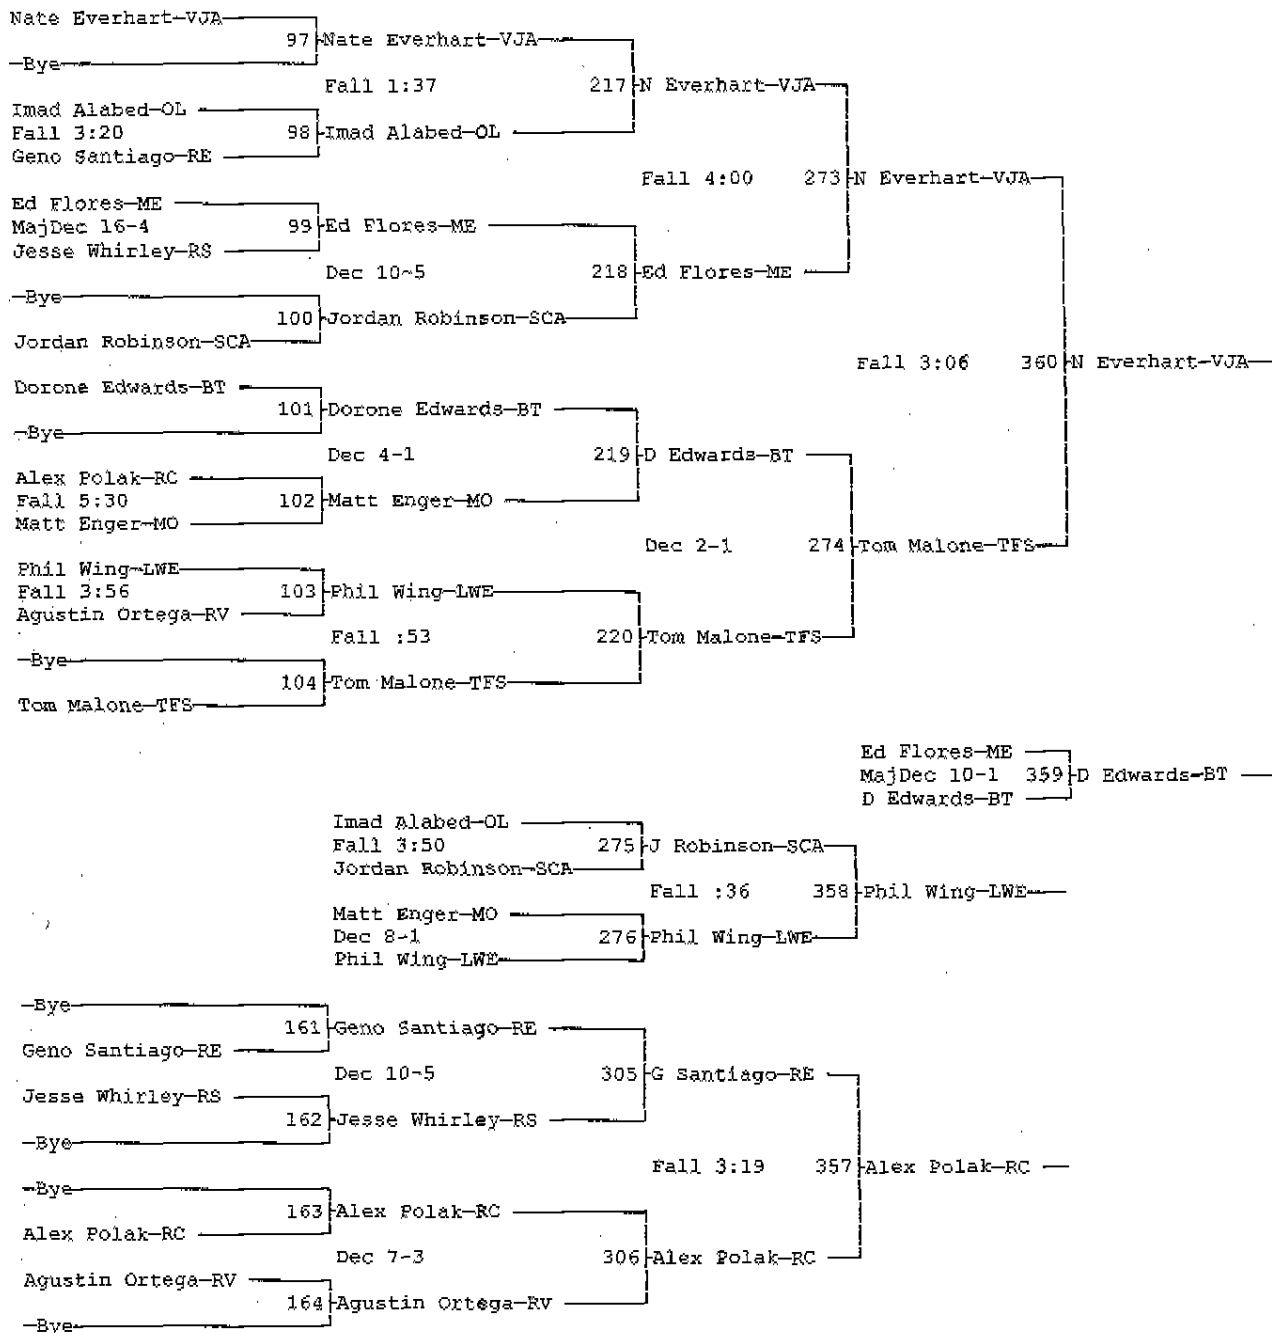 Nate Everhart-VJA
97 Nate Everhart-VJA
-Bye
Fall 1:37 217 N Everhart-VJA
Imad Alabed-OL
Fall 3:20 98 Imad Alabed-OL
Geno Santiago-RE
Fall 4:00 273 N Everhart-VJA
Ed Flores-ME
MajDec 16-4 99 Ed Flores-ME
Jesse Whirley-RS
Dec 10-5 218 Ed Flores-ME
-Bye
100 Jordan Robinson-SCA
Jordan Robinson-SCA
Fall 3:06 360 N Everhart-VJA
Dorone Edwards-BT
101 Dorone Edwards-BT
-Bye
Dec 4-1 219 D Edwards-BT
Alex Polak-RC
Fall 5:30 102 Matt Enger-MO
Matt Enger-MO
Dec 2-1 274 Tom Malone-TFS
Phil Wing-LWE
Fall 3:56 103 Phil Wing-LWE
Agustin Ortega-RV
Fall :53 220 Tom Malone-TFS
-Bye
104 Tom Malone-TFS
Tom Malone-TFS
Ed Flores-ME
MajDec 10-1 359 D Edwards-BT
D Edwards-BT
Imad Alabed-OL
Fall 3:50 275 J Robinson-SCA
Jordan Robinson-SCA
Fall :36 358 Phil Wing-LWE
Matt Enger-MO
Dec 8-1 276 Phil Wing-LWE
Phil Wing-LWE
-Bye
161 Geno Santiago-RE
Geno Santiago-RE
Dec 10-5 305 G Santiago-RE
Jesse Whirley-RS
162 Jesse Whirley-RS
-Bye
Fall 3:19 357 Alex Polak-RC
-Bye
163 Alex Polak-RC
Alex Polak-RC
Dec 7-3 306 Alex Polak-RC
Agustin Ortega-RV
164 Agustin Ortega-RV
-Bye